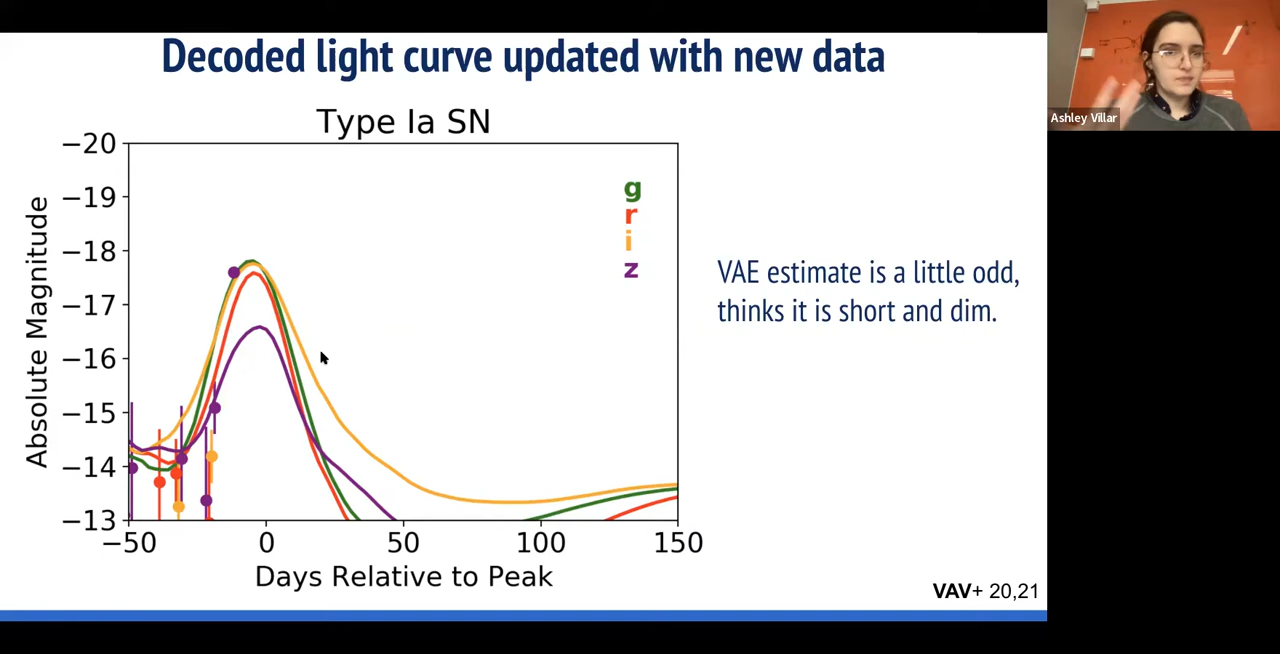 Decoded light curve updated with new data
Ashley Villar
Type Ia SN
Absolute Magnitude
−20
−19
−18
−17
−16
−15
−14
−13
g
r
i
z
−50
0
50
100
150
Days Relative to Peak
VAE estimate is a little odd,
thinks it is short and dim.
VAV+ 20,21